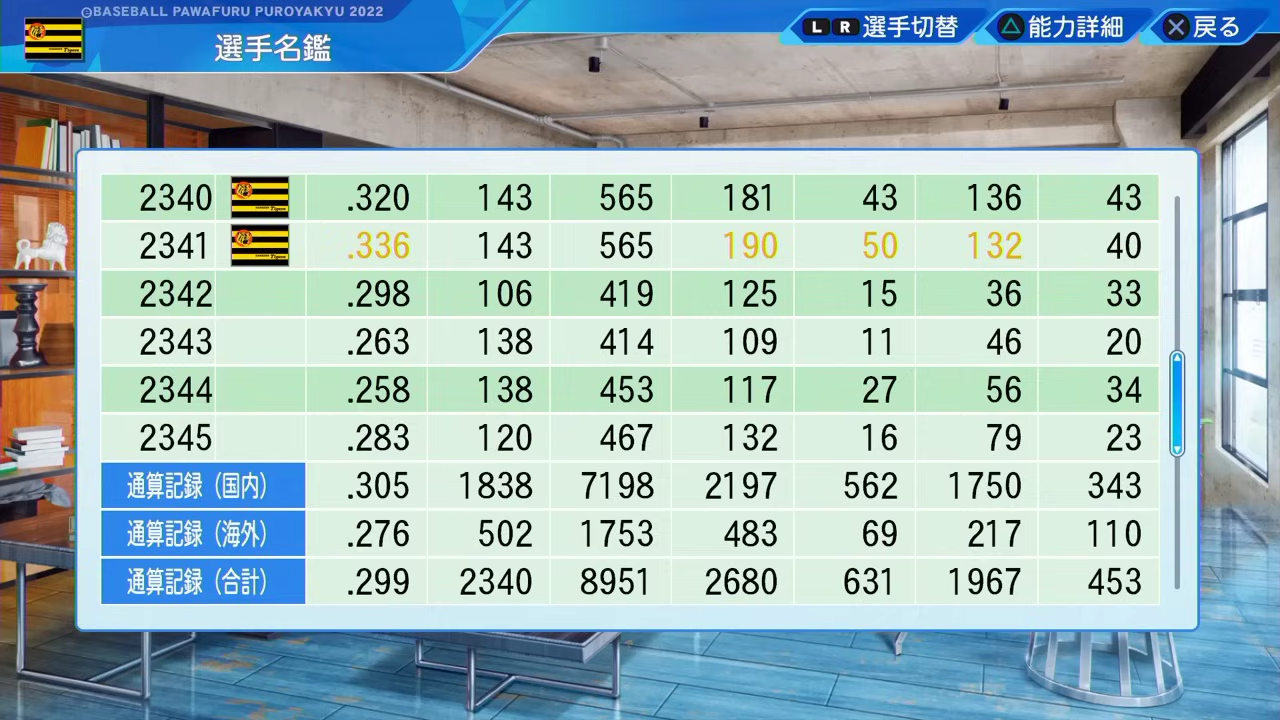 ©BASEBALL PAWAFURU PUROYAKYU 2022
選手名鑑
L R 選手切替 △ 能力詳細 × 戻る
2340 .320 143 565 181 43 136 43
2341 .336 143 565 190 50 132 40
2342 .298 106 419 125 15 36 33
2343 .263 138 414 109 11 46 20
2344 .258 138 453 117 27 56 34
2345 .283 120 467 132 16 79 23
通算記録（国内） .305 1838 7198 2197 562 1750 343
通算記録（海外） .276 502 1753 483 69 217 110
通算記録（合計） .299 2340 8951 2680 631 1967 453